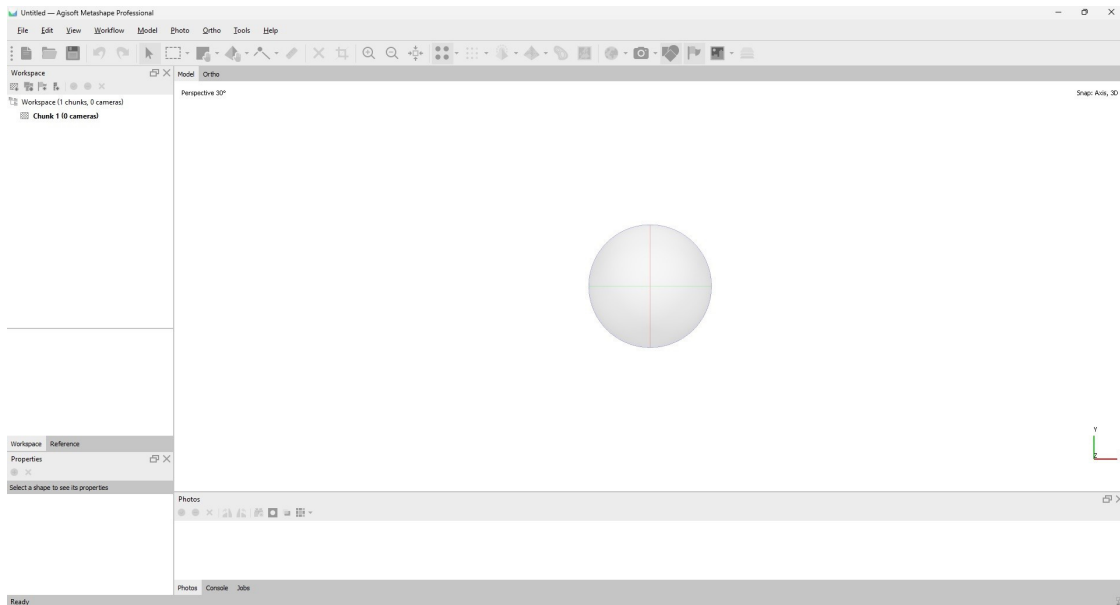 Untitled — Agisoft Metashape Professional
File Edit View Workflow Model Photo Ortho Tools Help
Workspace
Model Ortho
Perspective 30°
Snap: Axis, 3D
Workspace (1 chunks, 0 cameras)
Chunk 1 (0 cameras)
Y
Z
Workspace Reference
Properties
Select a shape to see its properties
Photos
Photos Console Jobs
Ready